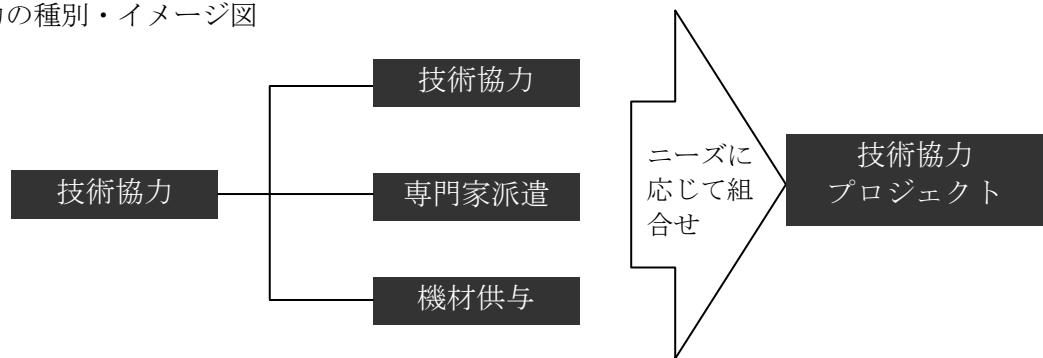 の種別・イメージ図
技術協力
技術協力
専門家派遣
機材供与
ニーズに
応じて組
合せ
技術協力
プロジェクト